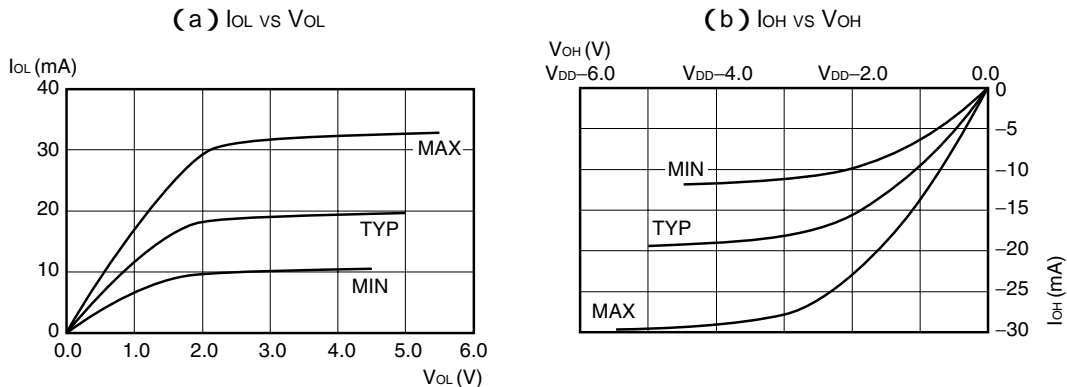 (a) IOL VS VOL
IOL (mA)
40
30
20
10
0
MAX
TYP
MIN
0.0 1.0 2.0 3.0 4.0 5.0 6.0
VOL (V)
(b) IOH VS VOH
VOH (V)
VDD–6.0 VDD–4.0 VDD–2.0 0.0
0
–5
–10
–15
–20
–25
–30
IOH (mA)
MIN
TYP
MAX